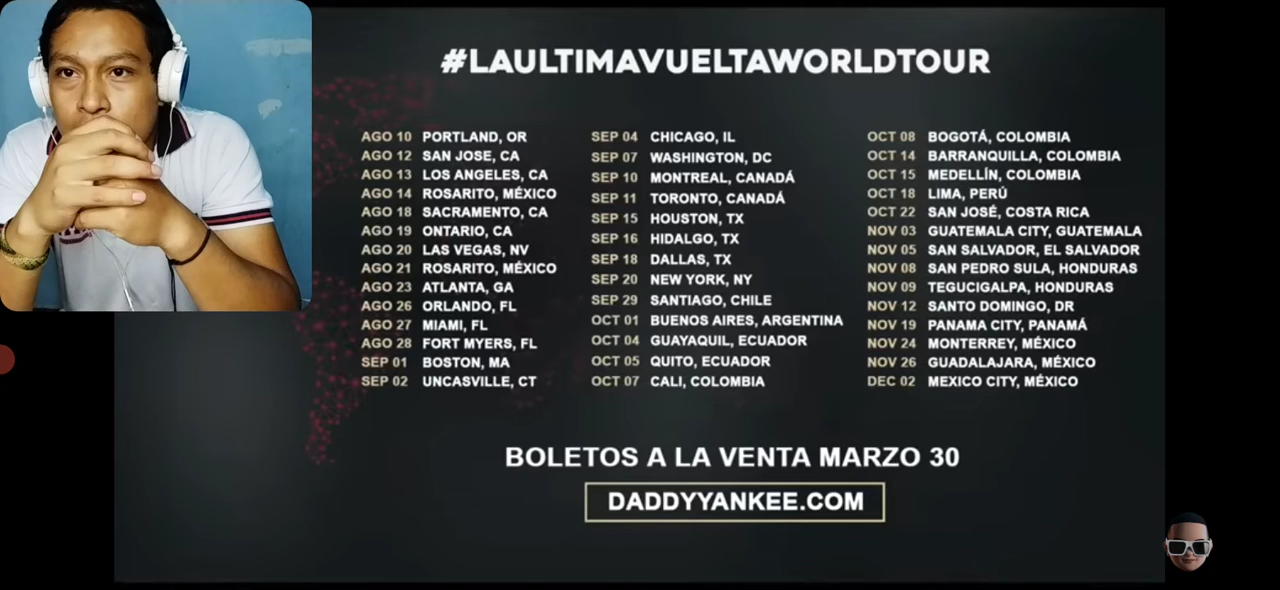 #LAULTIMAVUELTAWORLDTOUR
AGO 10 PORTLAND, OR
AGO 12 SAN JOSE, CA
AGO 13 LOS ANGELES, CA
AGO 14 ROSARITO, MÉXICO
AGO 18 SACRAMENTO, CA
AGO 19 ONTARIO, CA
AGO 20 LAS VEGAS, NV
AGO 21 ROSARITO, MÉXICO
AGO 23 ATLANTA, GA
AGO 26 ORLANDO, FL
AGO 27 MIAMI, FL
AGO 28 FORT MYERS, FL
SEP 01 BOSTON, MA
SEP 02 UNCASVILLE, CT
SEP 04 CHICAGO, IL
SEP 07 WASHINGTON, DC
SEP 10 MONTREAL, CANADÁ
SEP 11 TORONTO, CANADÁ
SEP 15 HOUSTON, TX
SEP 16 HIDALGO, TX
SEP 18 DALLAS, TX
SEP 20 NEW YORK, NY
SEP 29 SANTIAGO, CHILE
OCT 01 BUENOS AIRES, ARGENTINA
OCT 04 GUAYAQUIL, ECUADOR
OCT 05 QUITO, ECUADOR
OCT 07 CALI, COLOMBIA
OCT 08 BOGOTÁ, COLOMBIA
OCT 14 BARRANQUILLA, COLOMBIA
OCT 15 MEDELLÍN, COLOMBIA
OCT 18 LIMA, PERÚ
OCT 22 SAN JOSÉ, COSTA RICA
NOV 03 GUATEMALA CITY, GUATEMALA
NOV 05 SAN SALVADOR, EL SALVADOR
NOV 08 SAN PEDRO SULA, HONDURAS
NOV 09 TEGUCIGALPA, HONDURAS
NOV 12 SANTO DOMINGO, DR
NOV 19 PANAMA CITY, PANAMÁ
NOV 24 MONTERREY, MÉXICO
NOV 26 GUADALAJARA, MÉXICO
DEC 02 MEXICO CITY, MÉXICO
BOLETOS A LA VENTA MARZO 30
DADDYYANKEE.COM